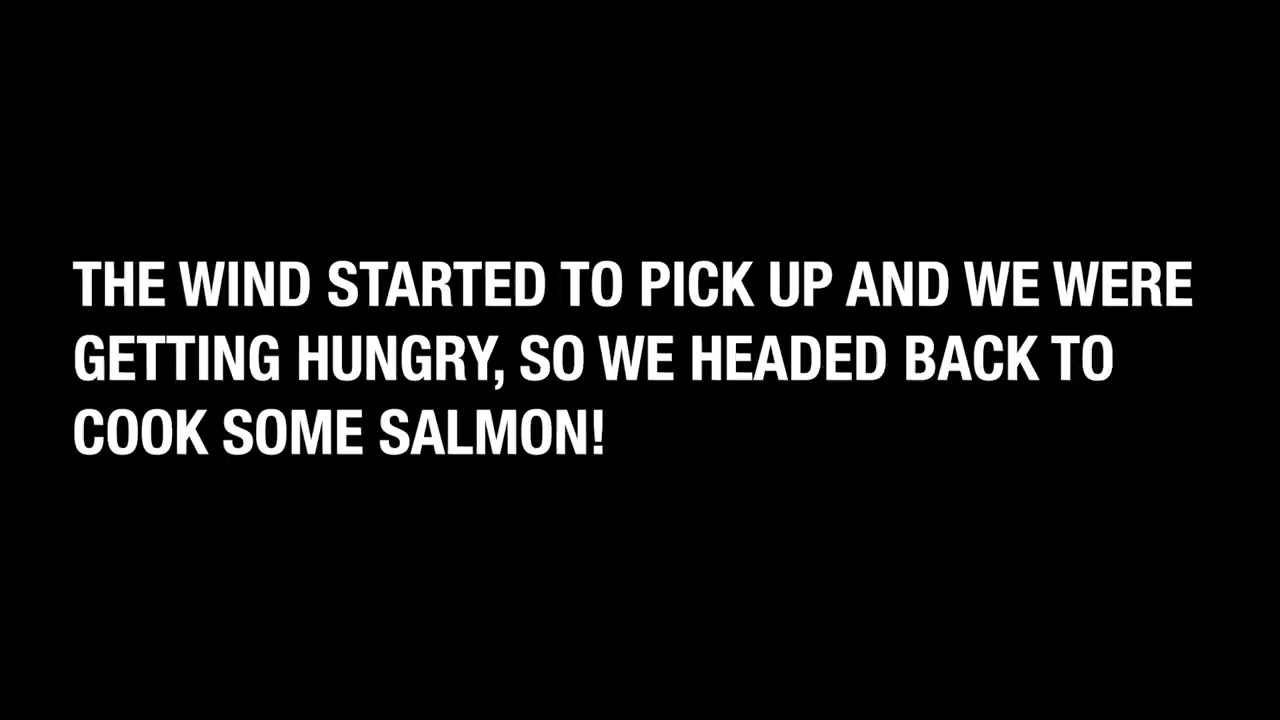 THE WIND STARTED TO PICK UP AND WE WERE
GETTING HUNGRY, SO WE HEADED BACK TO
COOK SOME SALMON!